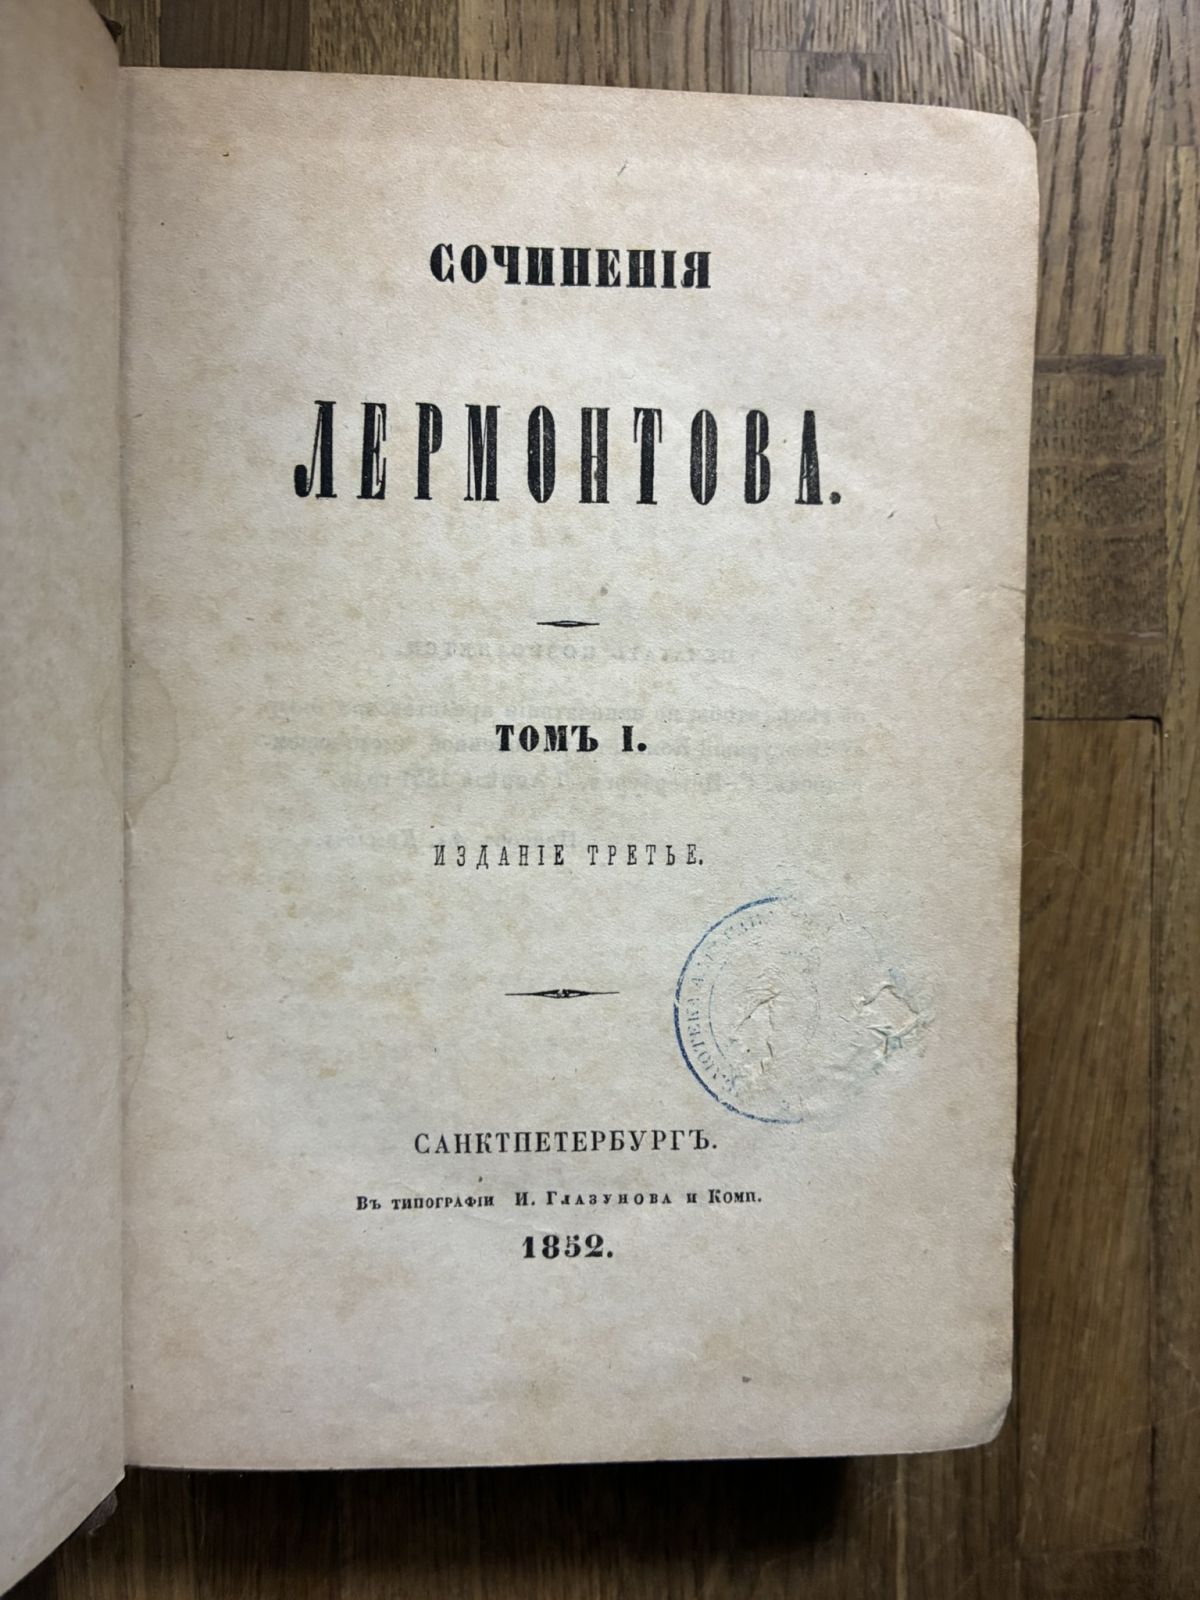 СОЧИНЕНІЯ
ЛЕРМОНТОВА.
ТОМЪ I.
ИЗДАНІЕ ТРЕТЬЕ.
САНКТПЕТЕРБУРГЪ.
Въ типографіи И. Глазунова и Комп.
1852.